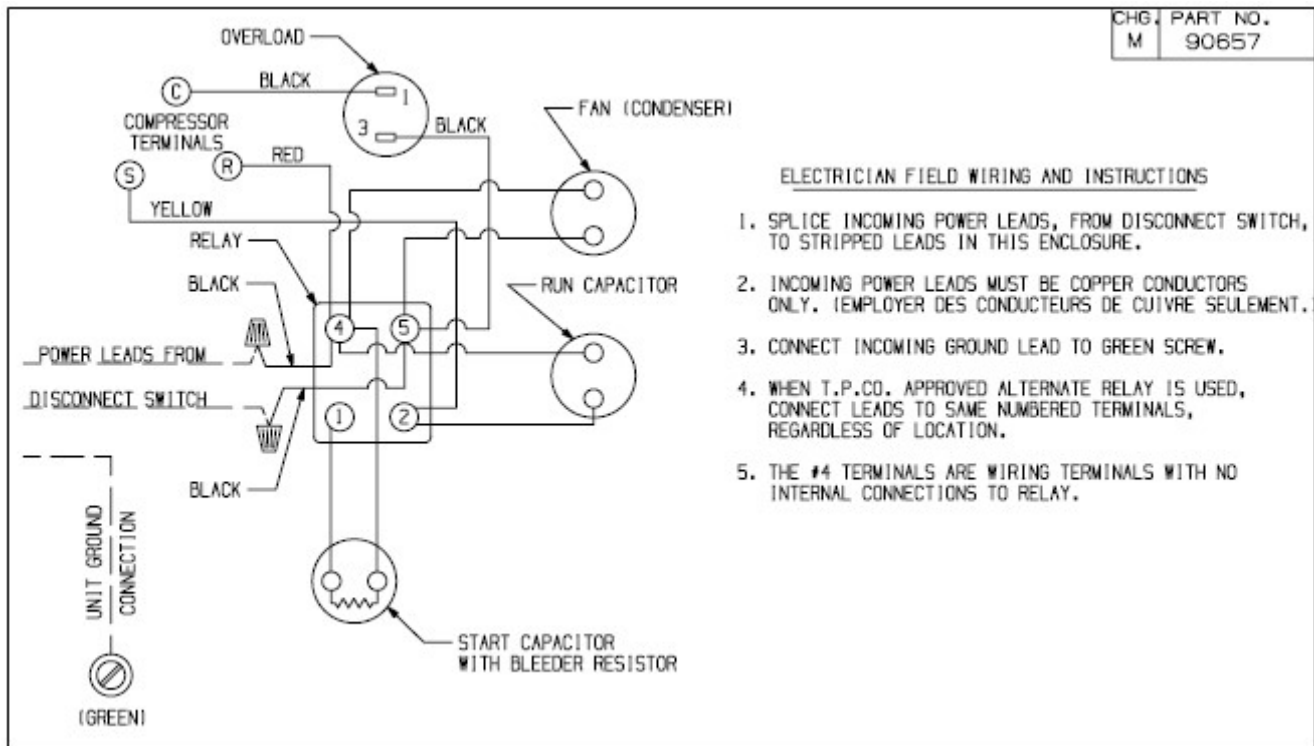 CHG. PART NO.
M 90657
OVERLOAD
BLACK
C
1
COMPRESSOR
TERMINALS
3
BLACK
FAN (CONDENSER)
R
RED
S
YELLOW
RELAY
BLACK
RUN CAPACITOR
4
5
POWER LEADS FROM
DISCONNECT SWITCH
1
2
BLACK
UNIT GROUND
CONNECTION
(GREEN)
START CAPACITOR
WITH BLEEDER RESISTOR
ELECTRICIAN FIELD WIRING AND INSTRUCTIONS
1. SPLICE INCOMING POWER LEADS, FROM DISCONNECT SWITCH,
TO STRIPPED LEADS IN THIS ENCLOSURE.
2. INCOMING POWER LEADS MUST BE COPPER CONDUCTORS
ONLY. (EMPLOYER DES CONDUCTEURS DE CUIVRE SEULEMENT.)
3. CONNECT INCOMING GROUND LEAD TO GREEN SCREW.
4. WHEN T.P.CO. APPROVED ALTERNATE RELAY IS USED,
CONNECT LEADS TO SAME NUMBERED TERMINALS,
REGARDLESS OF LOCATION.
5. THE #4 TERMINALS ARE WIRING TERMINALS WITH NO
INTERNAL CONNECTIONS TO RELAY.